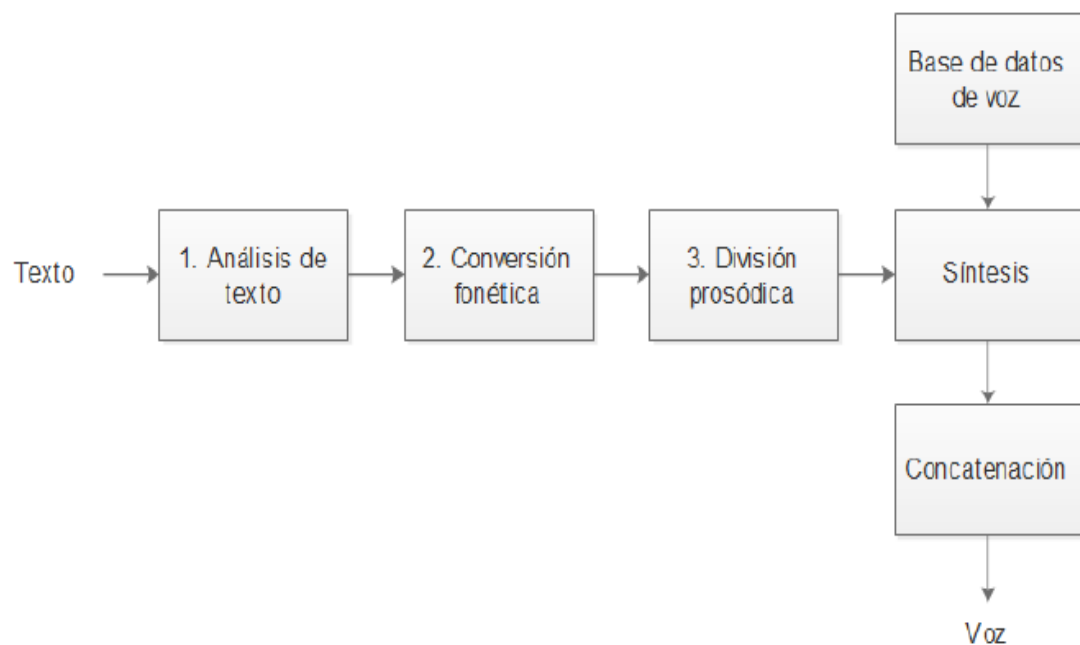 Base de datos
de voz
Texto
1. Análisis de
texto
2. Conversión
fonética
3. División
prosódica
Síntesis
Concatenación
Voz